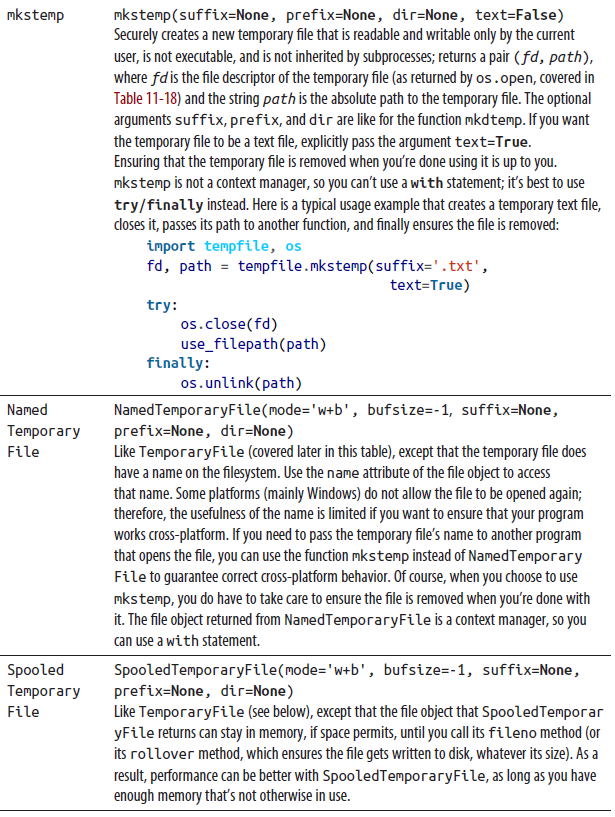 mkstemp mkstemp(suffix=None, prefix=None, dir=None, text=False)
Securely creates a new temporary file that is readable and writable only by the current
user, is not executable, and is not inherited by subprocesses; returns a pair (fd, path),
where fd is the file descriptor of the temporary file (as returned by os.open, covered in
Table 11-18) and the string path is the absolute path to the temporary file. The optional
arguments suffix, prefix, and dir are like for the function mkdtemp. If you want
the temporary file to be a text file, explicitly pass the argument text=True.
Ensuring that the temporary file is removed when you're done using it is up to you.
mkstemp is not a context manager, so you can't use a with statement; it's best to use
try/finally instead. Here is a typical usage example that creates a temporary text file,
closes it, passes its path to another function, and finally ensures the file is removed:
import tempfile, os
fd, path = tempfile.mkstemp(suffix='.txt',
text=True)
try:
os.close(fd)
use_filepath(path)
finally:
os.unlink(path)
Named NamedTemporaryFile(mode='w+b', bufsize=-1, suffix=None,
Temporary prefix=None, dir=None)
File Like TemporaryFile (covered later in this table), except that the temporary file does
have a name on the filesystem. Use the name attribute of the file object to access
that name. Some platforms (mainly Windows) do not allow the file to be opened again;
therefore, the usefulness of the name is limited if you want to ensure that your program
works cross-platform. If you need to pass the temporary file's name to another program
that opens the file, you can use the function mkstemp instead of NamedTemporary
File to guarantee correct cross-platform behavior. Of course, when you choose to use
mkstemp, you do have to take care to ensure the file is removed when you're done with
it. The file object returned from NamedTemporaryFile is a context manager, so you
can use a with statement.
Spooled SpooledTemporaryFile(mode='w+b', bufsize=-1, suffix=None,
Temporary prefix=None, dir=None)
File Like TemporaryFile (see below), except that the file object that SpooledTemporar
yFile returns can stay in memory, if space permits, until you call its fileno method (or
its rollover method, which ensures the file gets written to disk, whatever its size). As a
result, performance can be better with SpooledTemporaryFile, as long as you have
enough memory that's not otherwise in use.